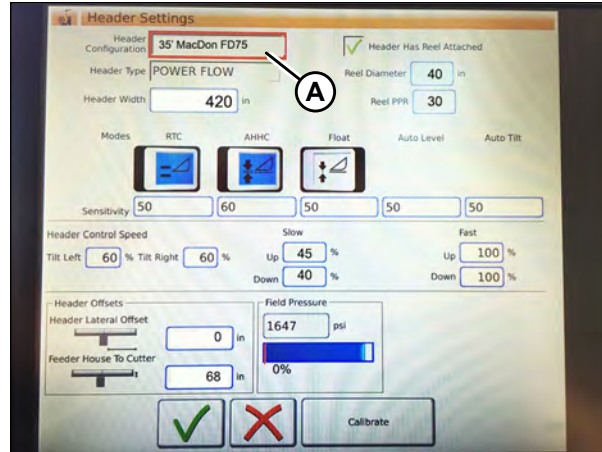 Header Settings
Header Configuration 35' MacDon FD75
Header Has Reel Attached
A
Header Type POWER FLOW
Reel Diameter 40 in
Header Width 420 in
Reel PPR 30
Modes RTC AHHC Float Auto Level Auto Tilt
Sensitivity 50 60 50 50 50
Header Control Speed
Slow Fast
Tilt Left 60 % Tilt Right 60 %
Up 45 % Up 100 %
Down 40 % Down 100 %
Header Offsets
Field Pressure
Header Lateral Offset
0 in
1647 psi
Feeder House To Cutter
68 in
0%
Calibrate